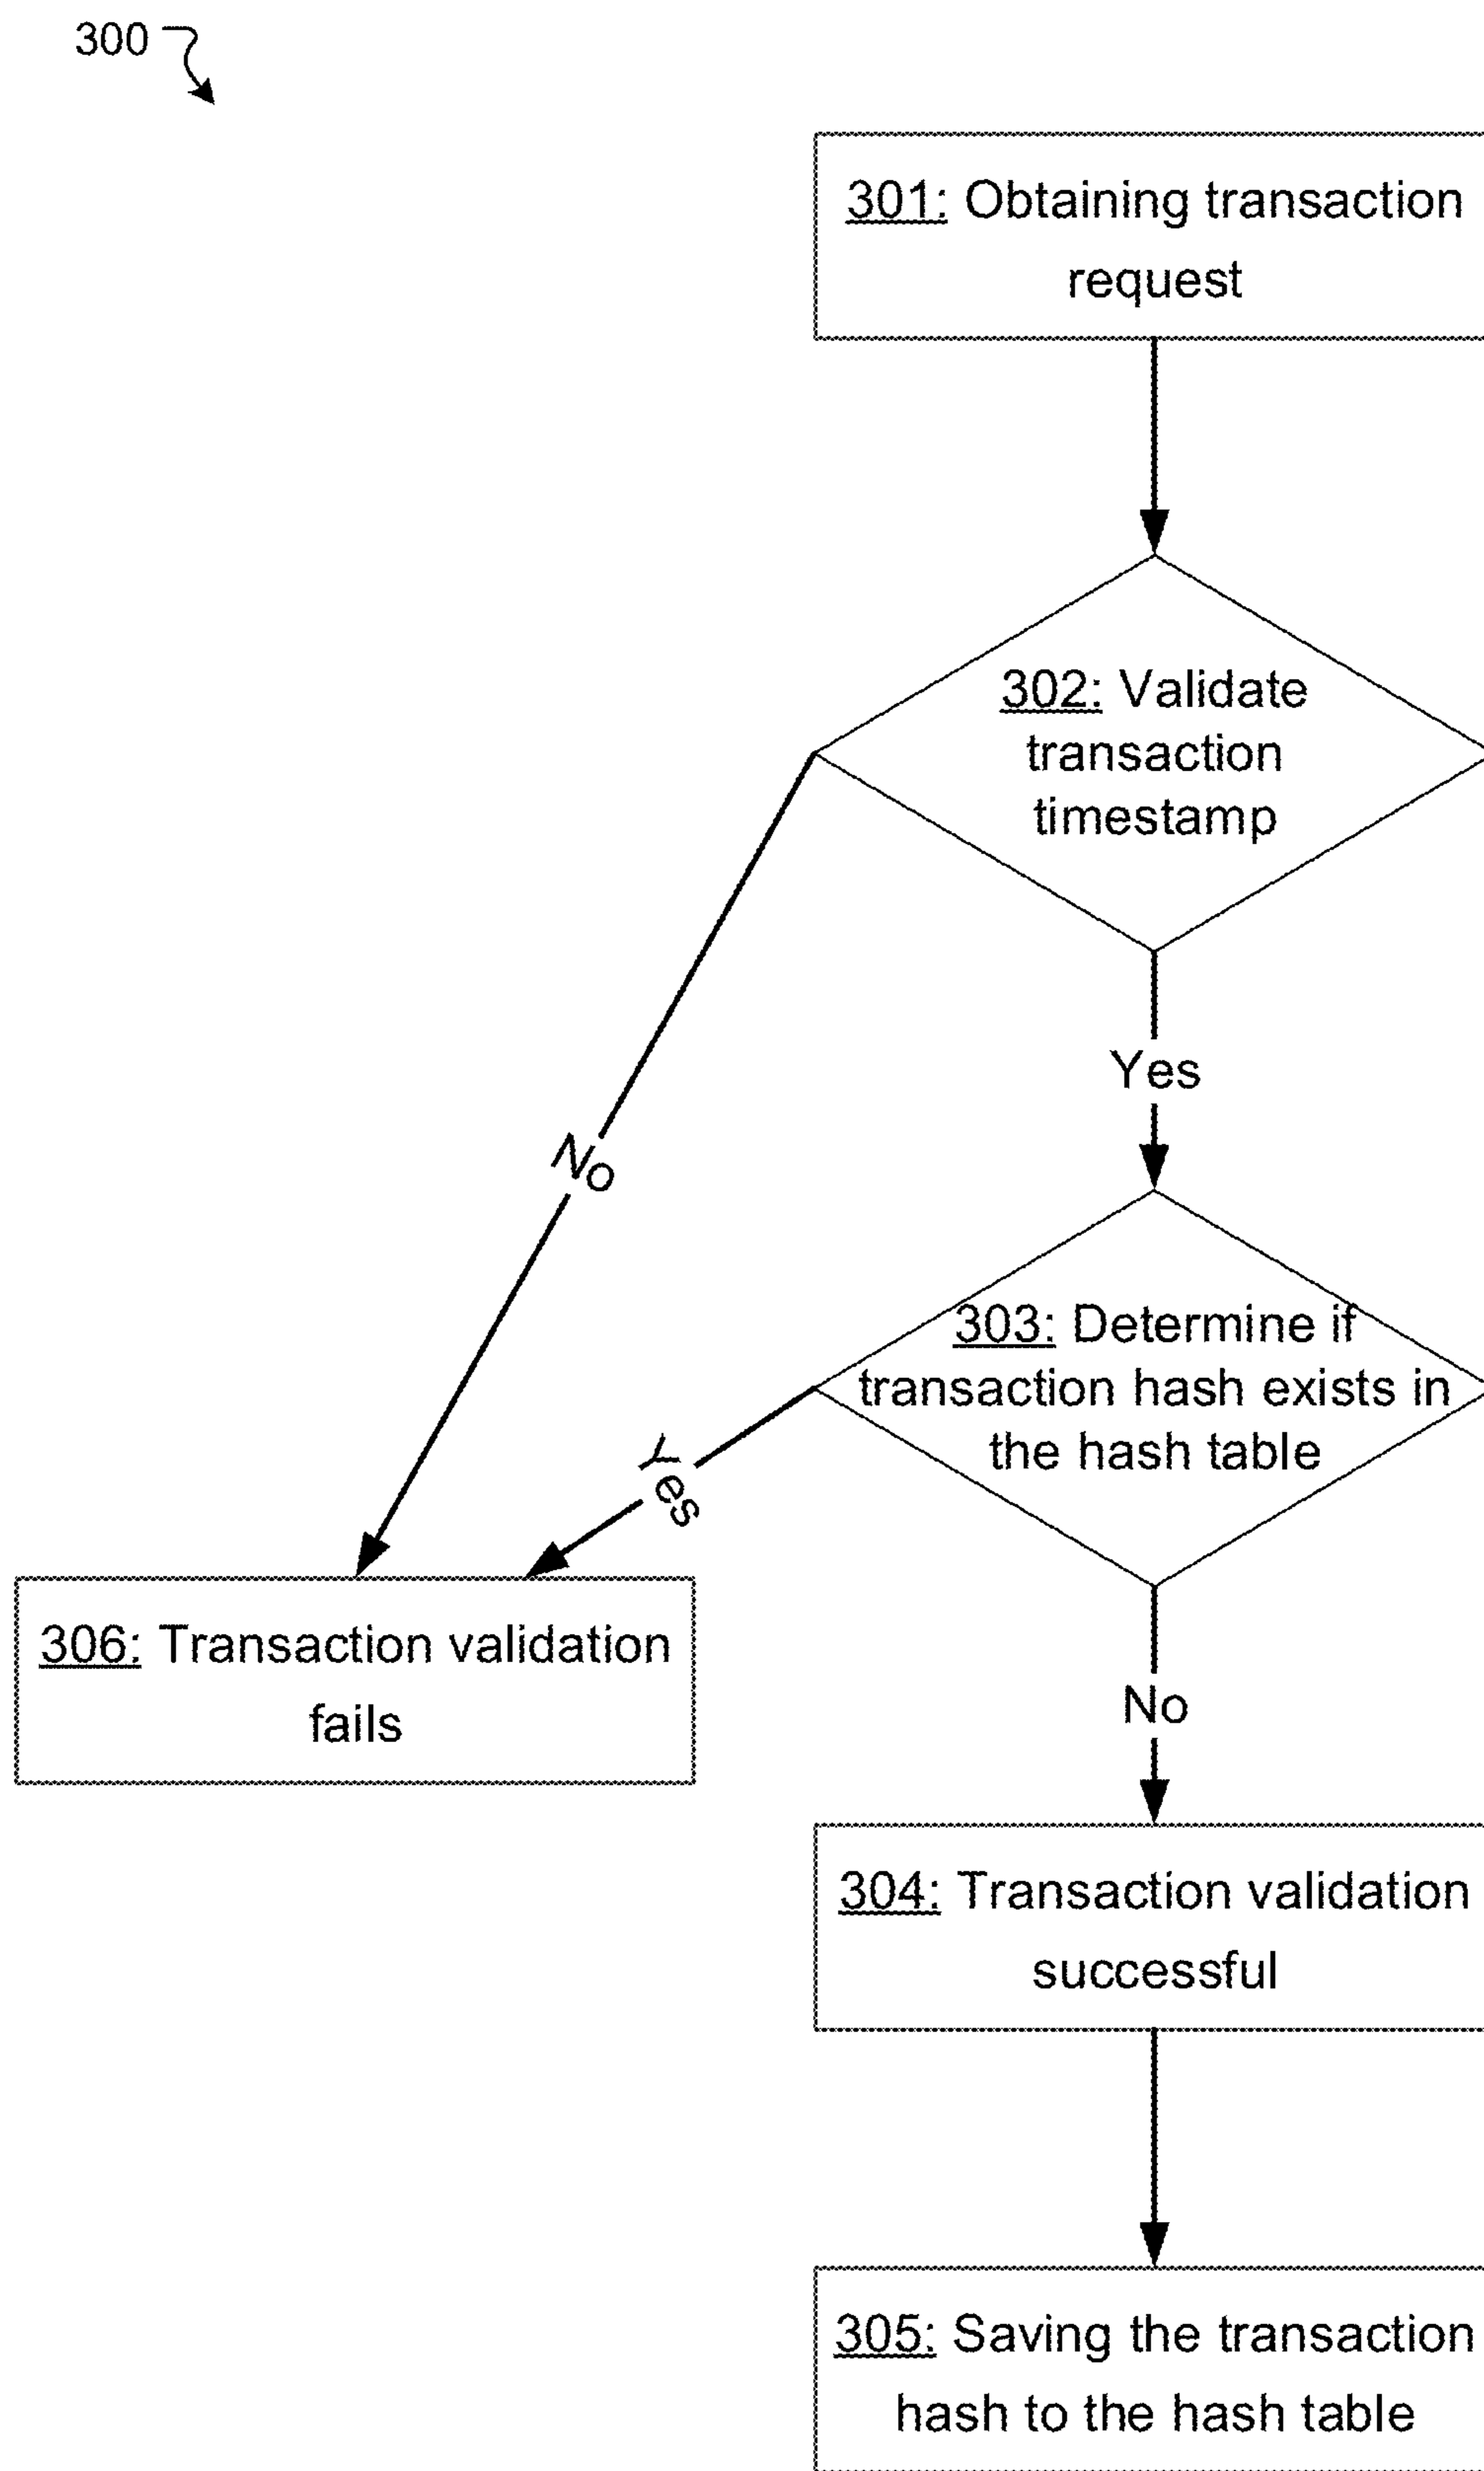 300
301: Obtaining transaction
request
302: Validate
transaction
timestamp
No
Yes
303: Determine if
transaction hash exists in
the hash table
Yes
306: Transaction validation
fails
No
304: Transaction validation
successful
305: Saving the transaction
hash to the hash table